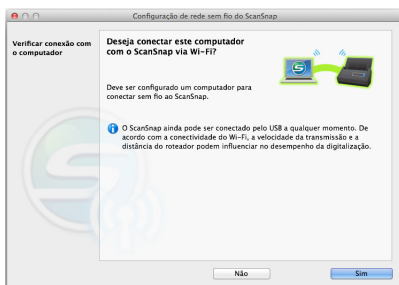 Configuração de rede sem fio do ScanSnap
Verificar conexão com
o computador
Deseja conectar este computador
com o ScanSnap via Wi-Fi?
Deve ser configurado um computador para
conectar sem fio ao ScanSnap.
O ScanSnap ainda pode ser conectado pelo USB a qualquer momento. De
acordo com a conectividade do Wi-Fi, a velocidade da transmissão e a
distância do roteador podem influenciar no desempenho da digitalização.
Não
Sim